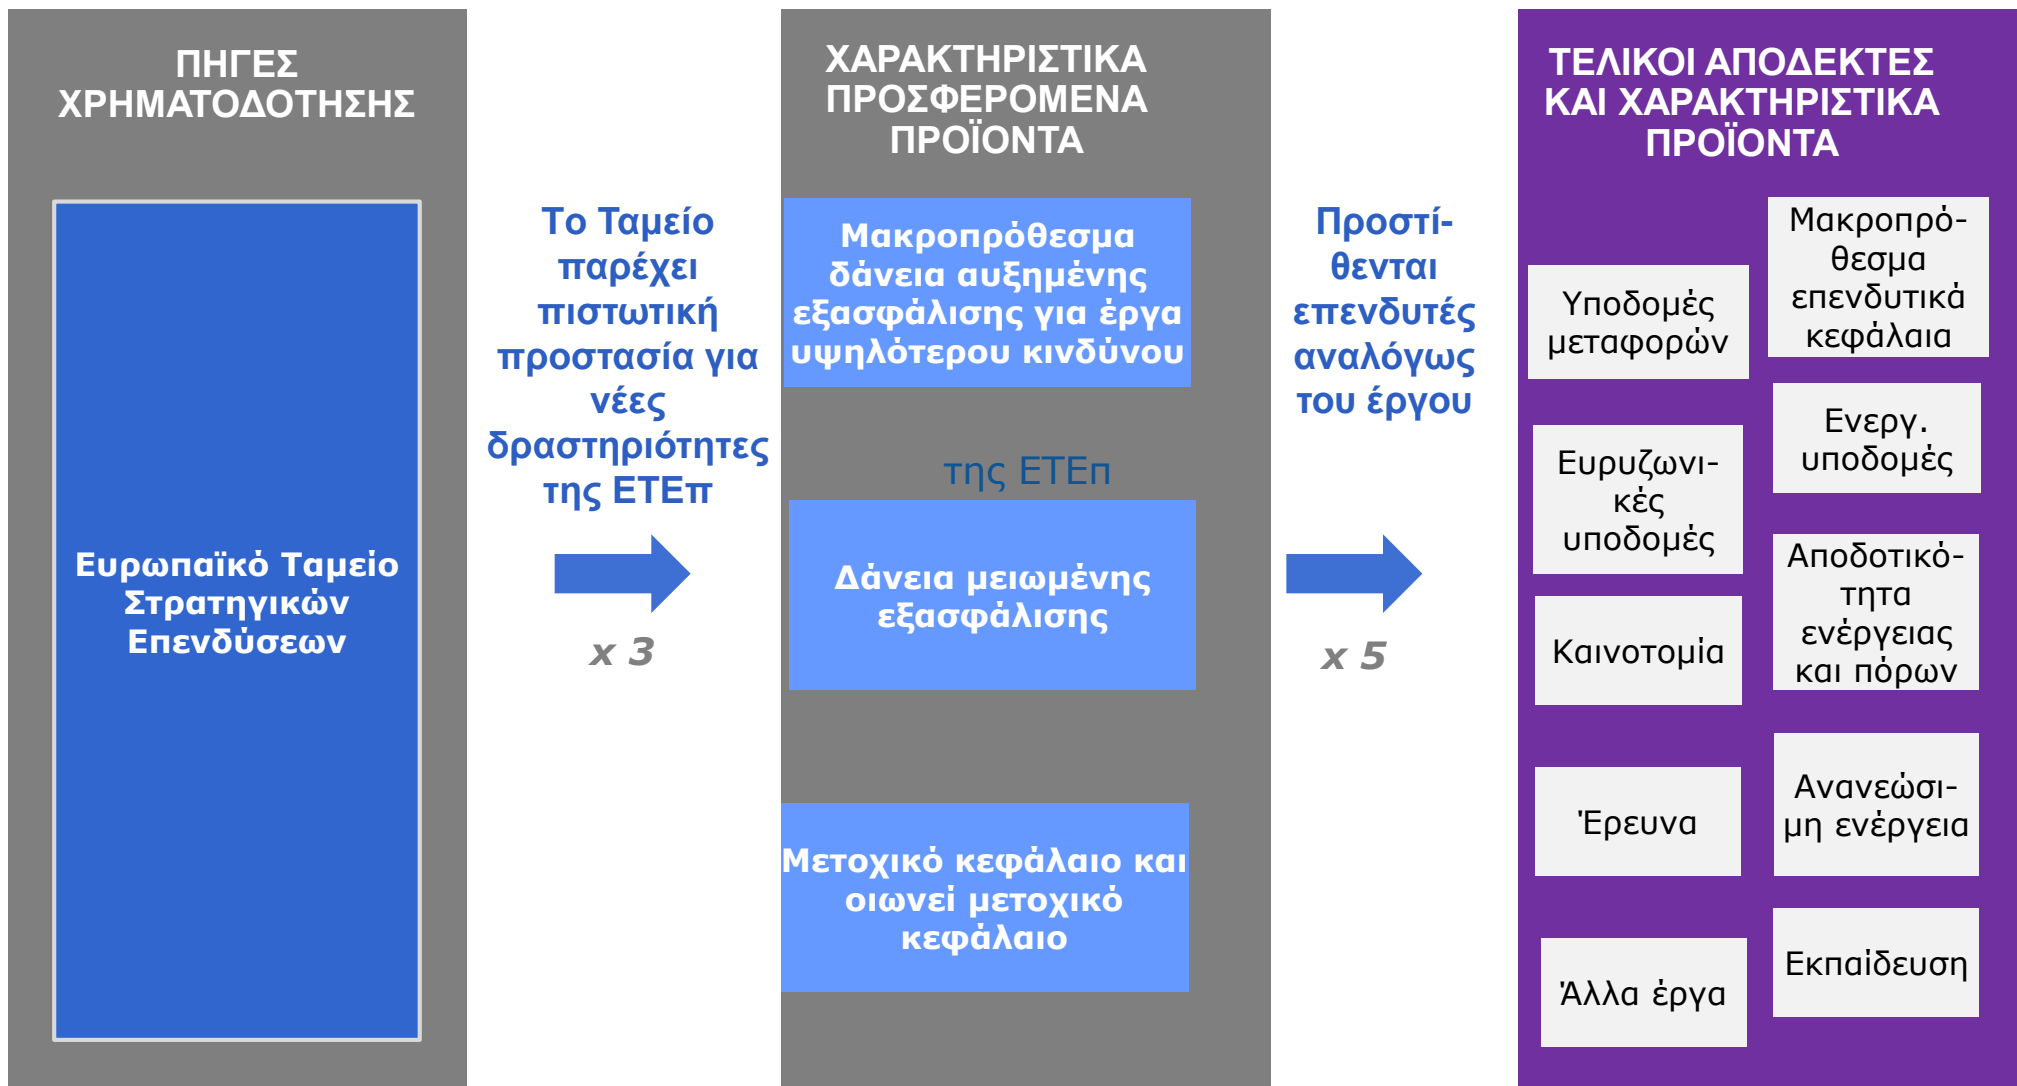 ΠΗΓΕΣ
ΧΡΗΜΑΤΟΔΟΤΗΣΗΣ
Ευρωπαϊκό Ταμείο
Στρατηγικών
Επενδύσεων
Το Ταμείο
παρέχει
πιστωτική
προστασία για
νέες
δραστηριότητες
της ΕΤΕπ
x 3
ΧΑΡΑΚΤΗΡΙΣΤΙΚΑ
ΠΡΟΣΦΕΡΟΜΕΝΑ
ΠΡΟΪΟΝΤΑ
Μακροπρόθεσμα
δάνεια αυξημένης
εξασφάλισης για έργα
υψηλότερου κινδύνου
της ΕΤΕπ
Δάνεια μειωμένης
εξασφάλισης
Μετοχικό κεφάλαιο και
οιωνεί μετοχικό
κεφάλαιο
Προστί-
θενται
επενδυτές
αναλόγως
του έργου
x 5
ΤΕΛΙΚΟΙ ΑΠΟΔΕΚΤΕΣ
ΚΑΙ ΧΑΡΑΚΤΗΡΙΣΤΙΚΑ
ΠΡΟΪΟΝΤΑ
Υποδομές
μεταφορών
Ευρυζωνι-
κές
υποδομές
Καινοτομία
Έρευνα
Άλλα έργα
Μακροπρό-
θεσμα
επενδυτικά
κεφάλαια
Ενεργ.
υποδομές
Αποδοτικό-
τητα
ενέργειας
και πόρων
Ανανεώσι-
μη ενέργεια
Εκπαίδευση